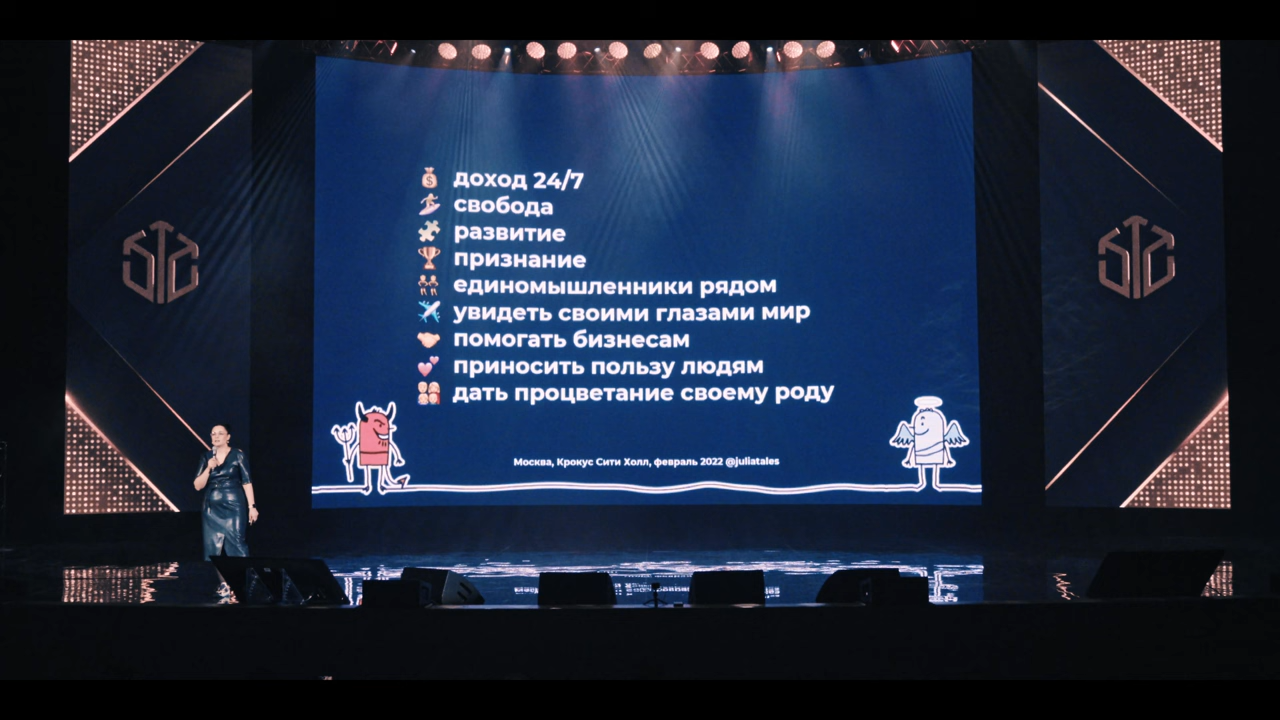 доход 24/7
свобода
развитие
признание
единомышленники рядом
увидеть своими глазами мир
помогать бизнесам
приносить пользу людям
дать процветание своему роду
Москва, Крокус Сити Холл, февраль 2022 @juliatales